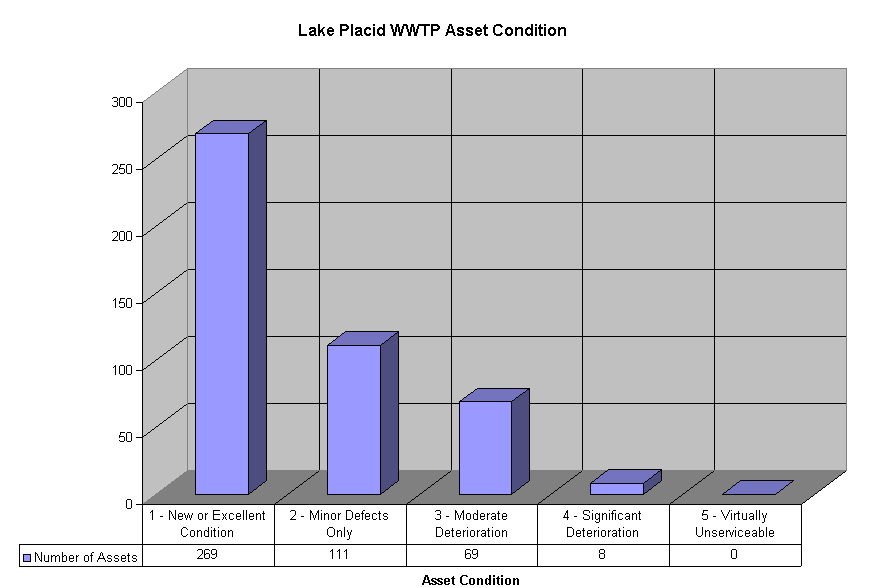 Lake Placid WWTP Asset Condition
300
250
200
150
100
50
0
1 - New or Excellent Condition
2 - Minor Defects Only
3 - Moderate Deterioration
4 - Significant Deterioration
5 - Virtually Unserviceable
Number of Assets 269 111 69 8 0
Asset Condition